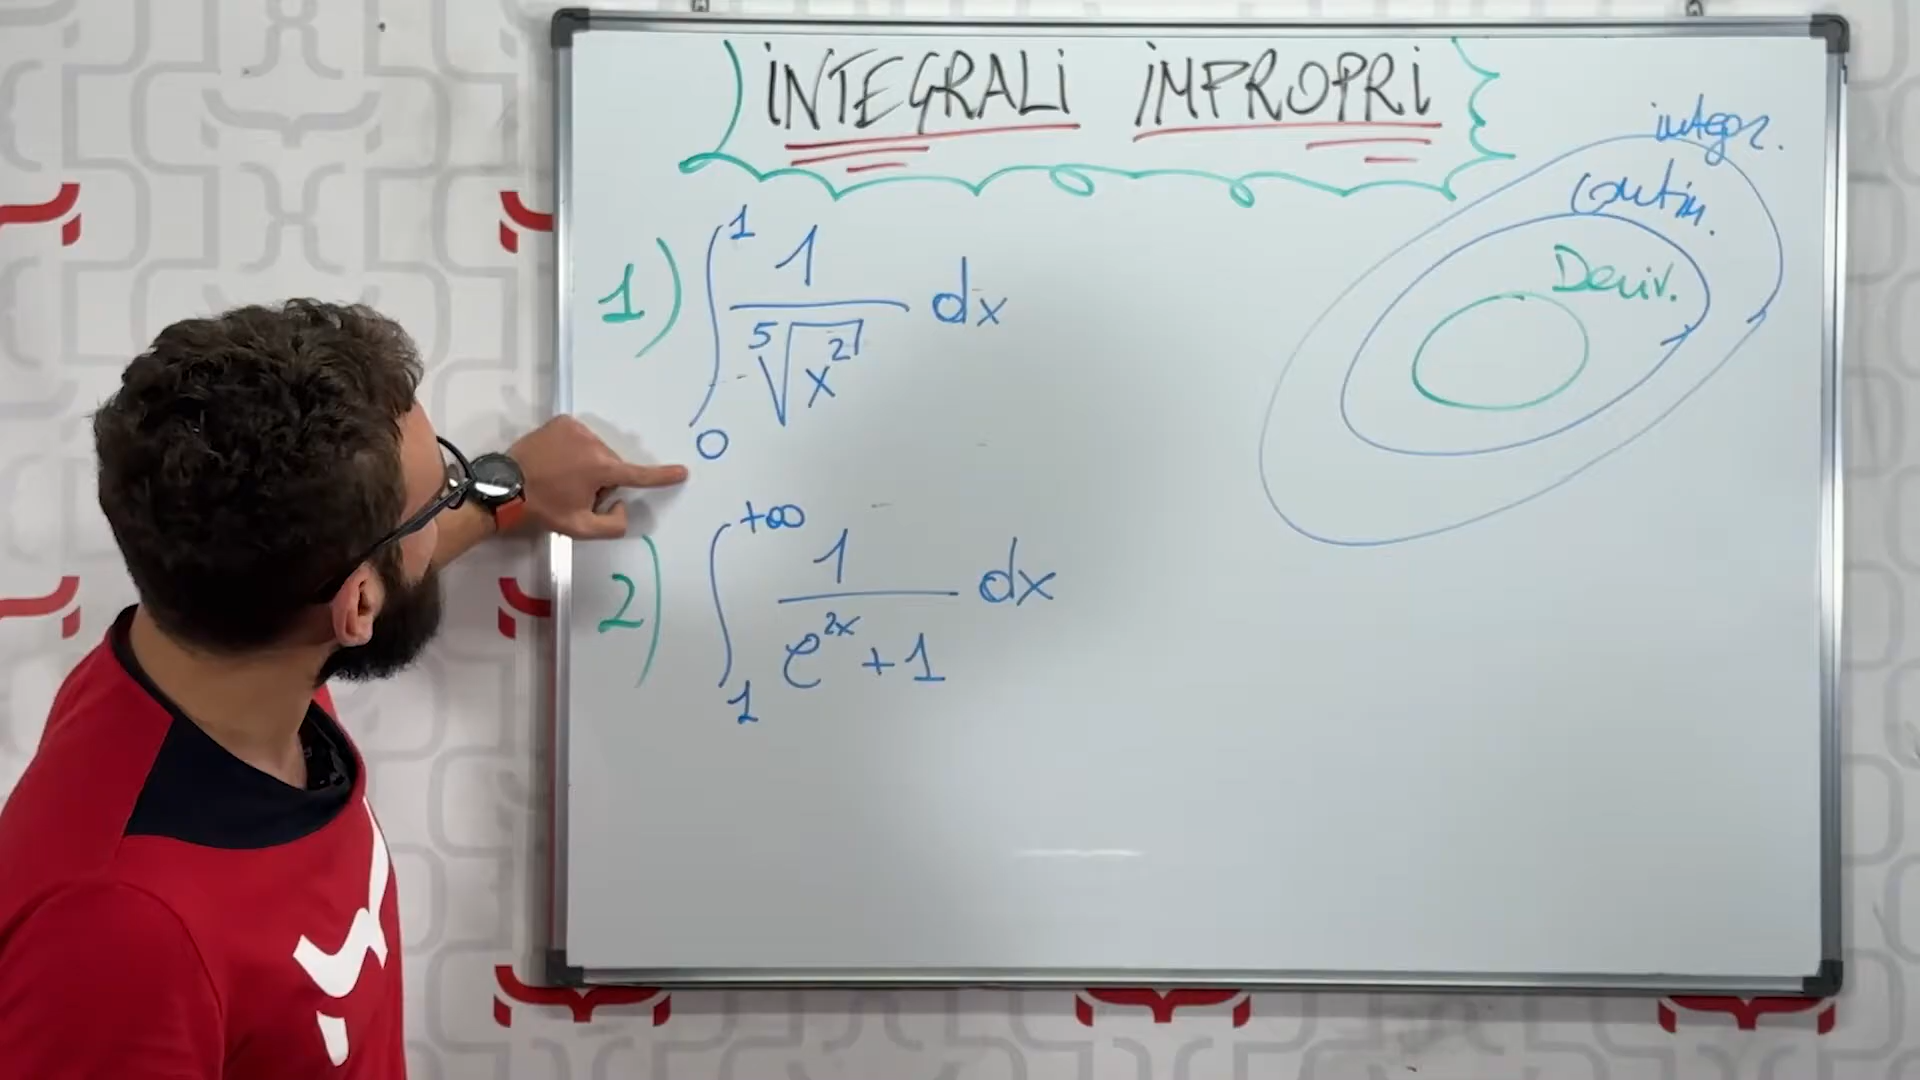 INTEGRALI IMPROPRI
1) ∫₀¹ 1/⁵√x² dx
2) ∫₁^{+∞} 1/(e^{2x}+1) dx
integr.
contin.
Deriv.